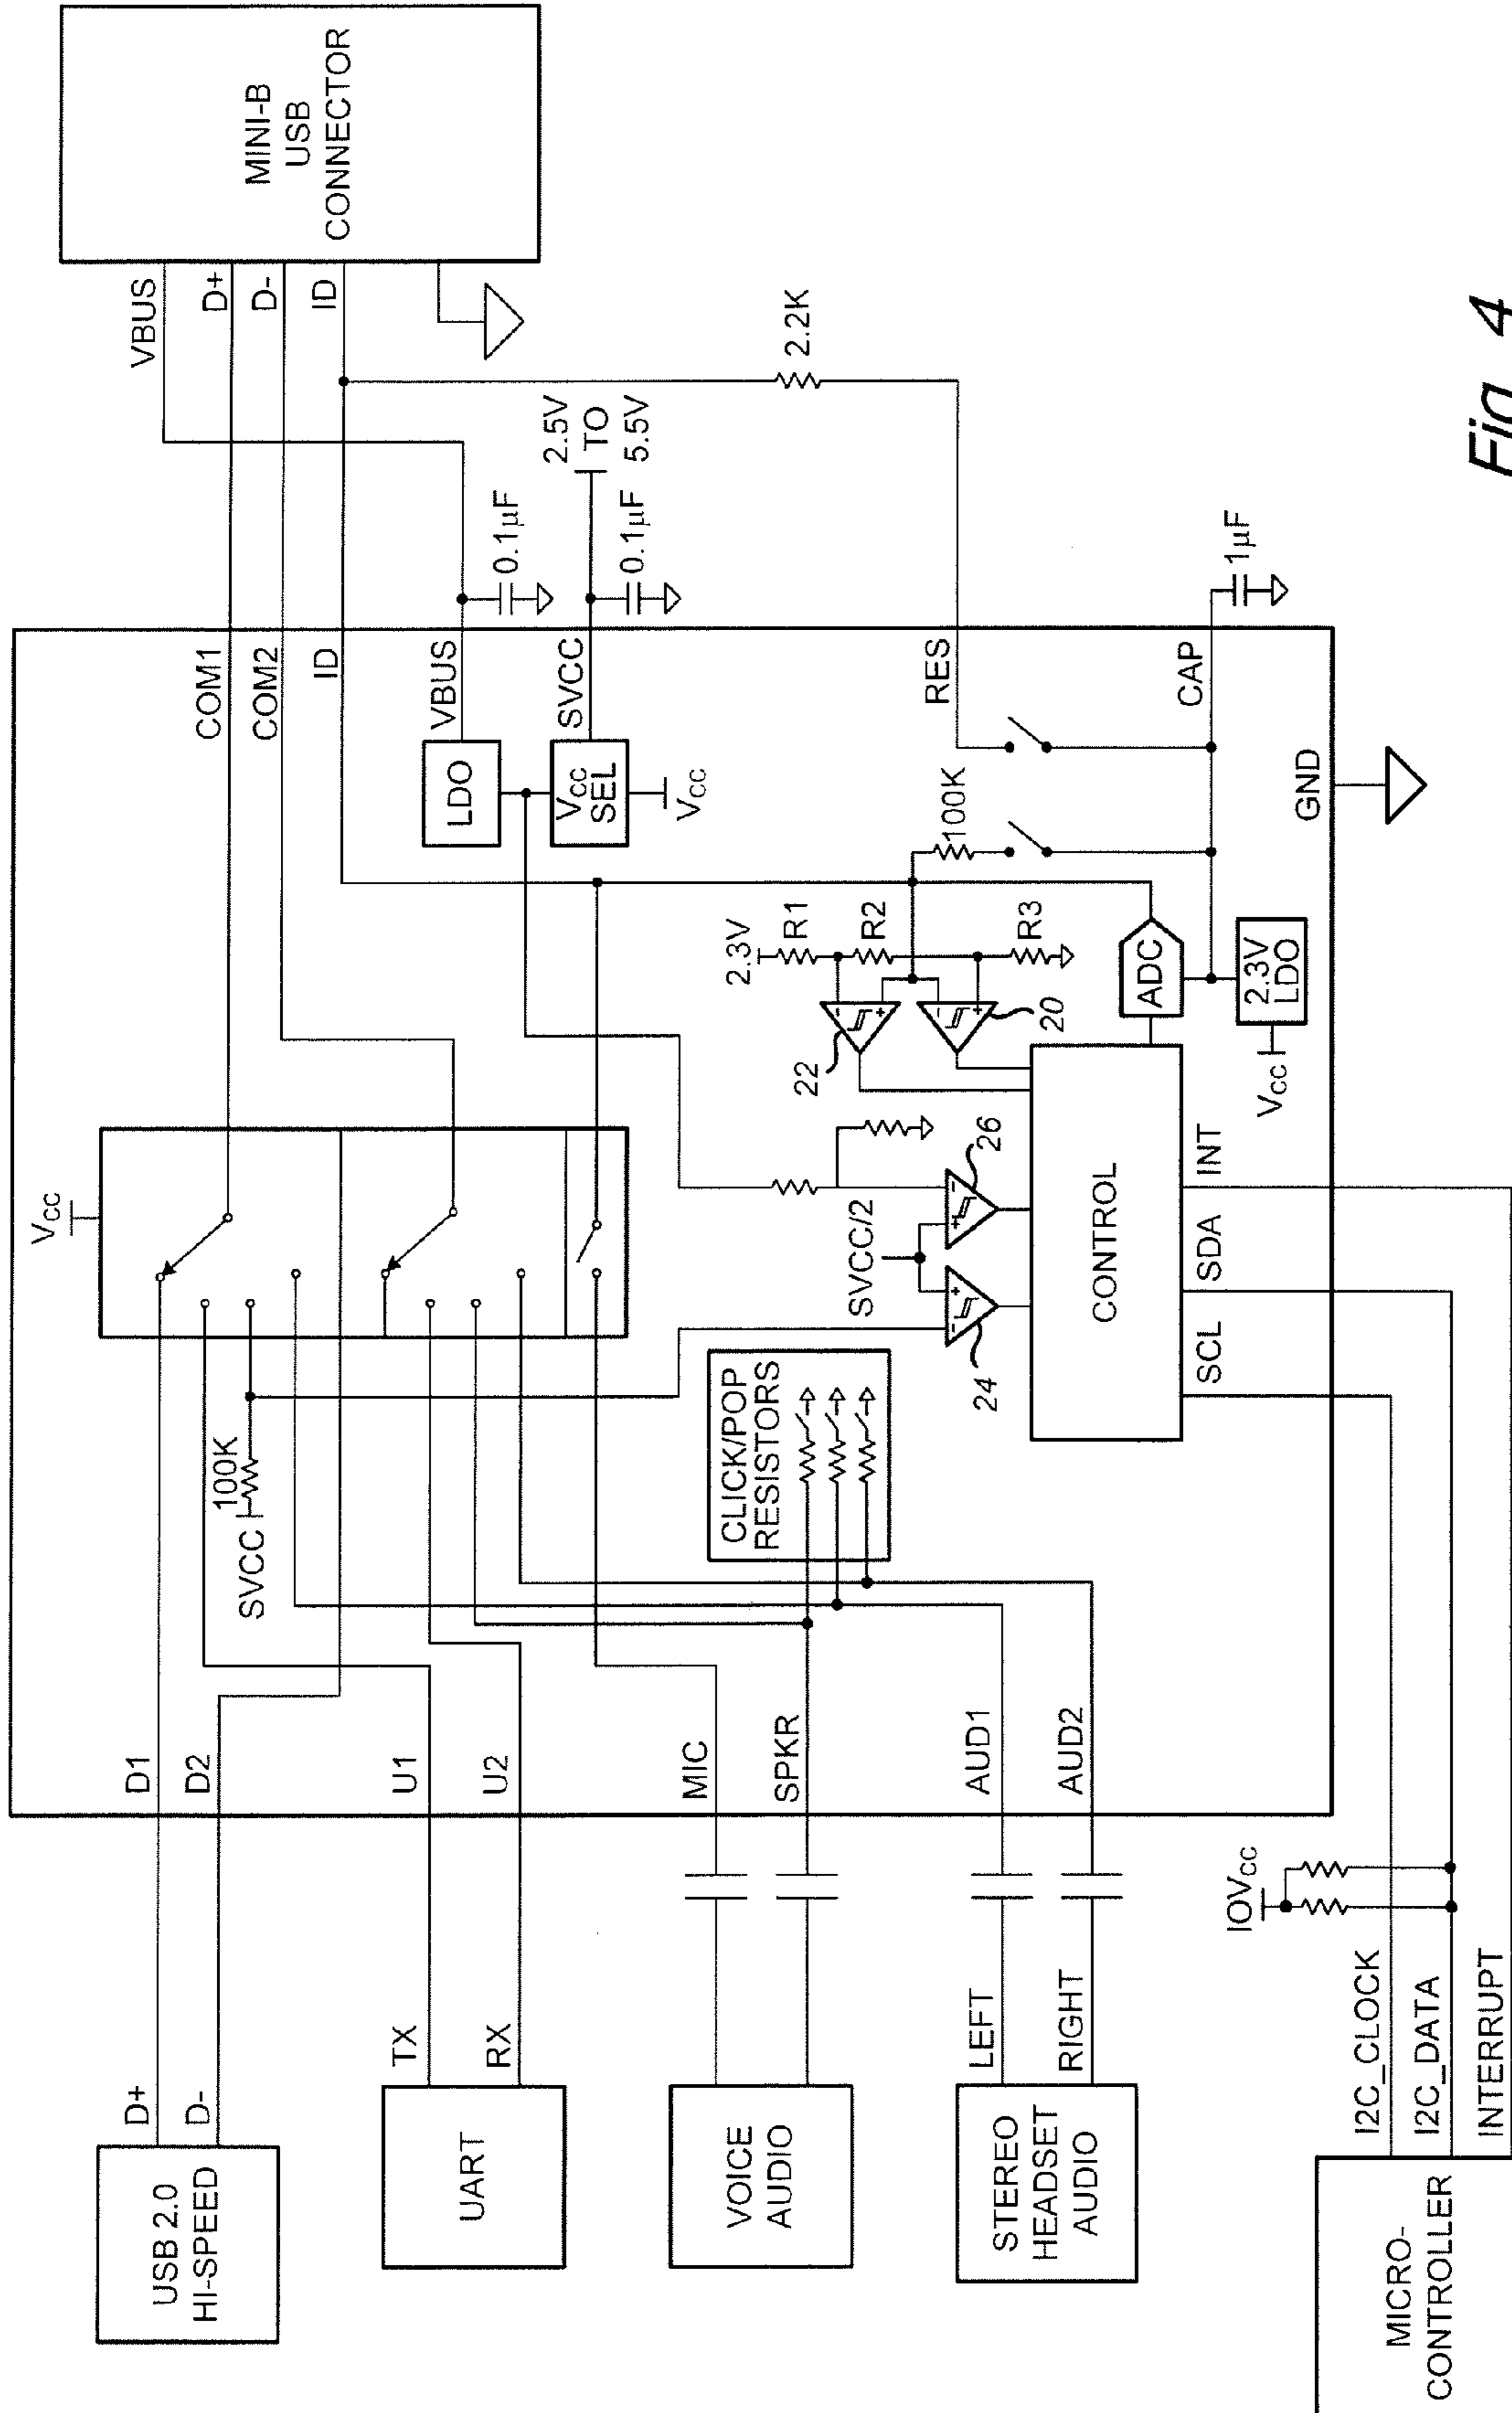 MINI-B
USB
CONNECTOR
VBUS
D+
D-
ID
2.5V
TO
5.5V
2.2K
0.1µF
0.1µF
1µF
COM1
COM2
ID
VBUS
SVCC
RES
CAP
GND
LDO
VCC
SEL
VCC
100K
2.3V
R1
R2
R3
22
20
ADC
2.3V
LDO
VCC
VCC
SVCC/2
26
24
CONTROL
INT
SDA
SCL
100K
SVCC
CLICK/POP
RESISTORS
D1
D2
U1
U2
MIC
SPKR
AUD1
AUD2
IOVCC
D+
D-
TX
RX
LEFT
RIGHT
I2C_CLOCK
I2C_DATA
INTERRUPT
USB 2.0
HI-SPEED
UART
VOICE
AUDIO
STEREO
HEADSET
AUDIO
MICRO-
CONTROLLER
Fig. 4